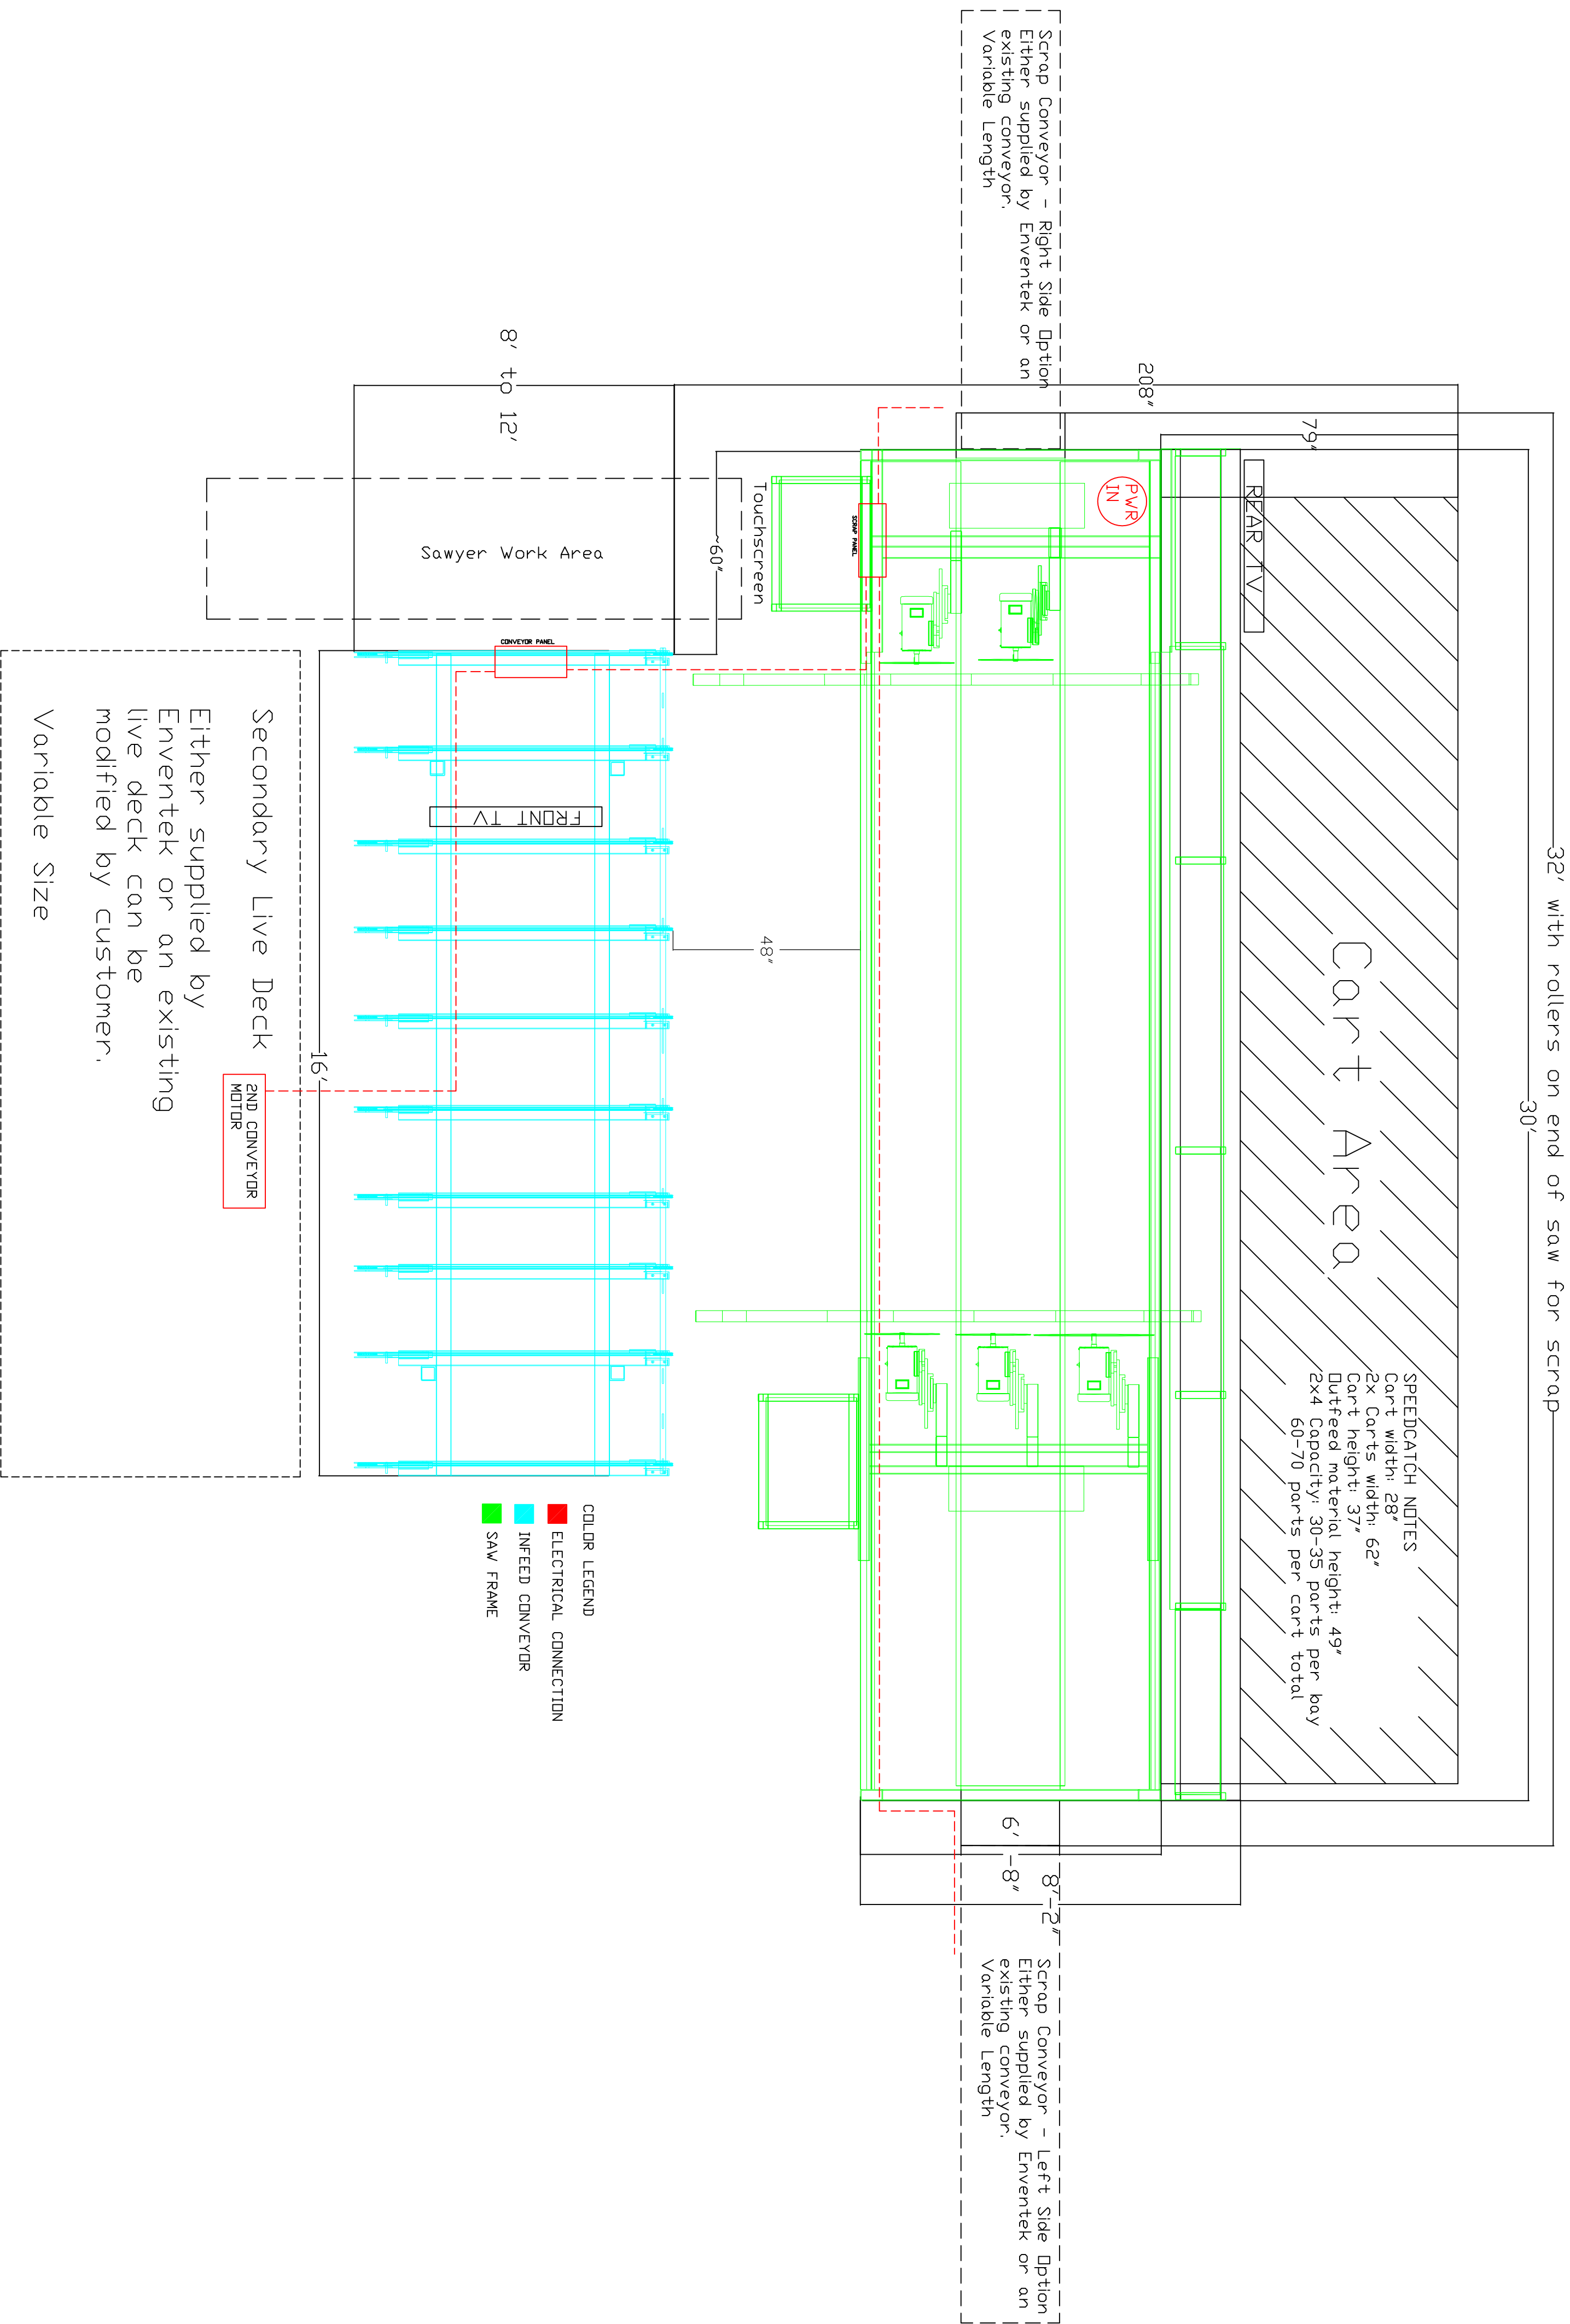 32' with rollers on end of saw for scrap
30'
Cart Area
SPEEDCATCH NOTES
Cart width: 28"
2x Carts width: 62"
Cart height: 37"
Outfeed material height: 49"
2x4 Capacity: 30-35 parts per bay
60-70 parts per cart total
79"
REAR TV
208"
PWR
IN
Scrap Conveyor - Right Side Option
Either supplied by Enventek or an
existing conveyor.
Variable Length
6' -8"
8'-2"
Scrap Conveyor - Left Side Option
Either supplied by Enventek or an
existing conveyor.
Variable Length
SCRAP PANEL
Touchscreen
48"
~60"
8' to 12'
Sawyer Work Area
CONVEYOR PANEL
FRONT TV
COLOR LEGEND
ELECTRICAL CONNECTION
INFEED CONVEYOR
SAW FRAME
16'
2ND CONVEYOR
MOTOR
Secondary Live Deck
Either supplied by
Enventek or an existing
live deck can be
modified by customer.
Variable Size